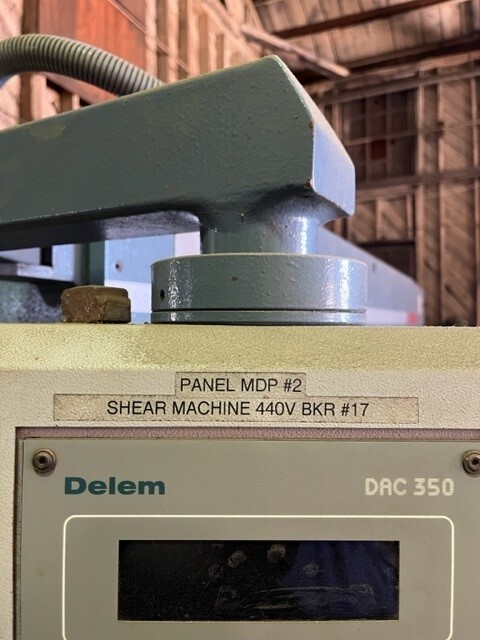 PANEL MDP #2
SHEAR MACHINE 440V BKR #17
Delem DAC 350